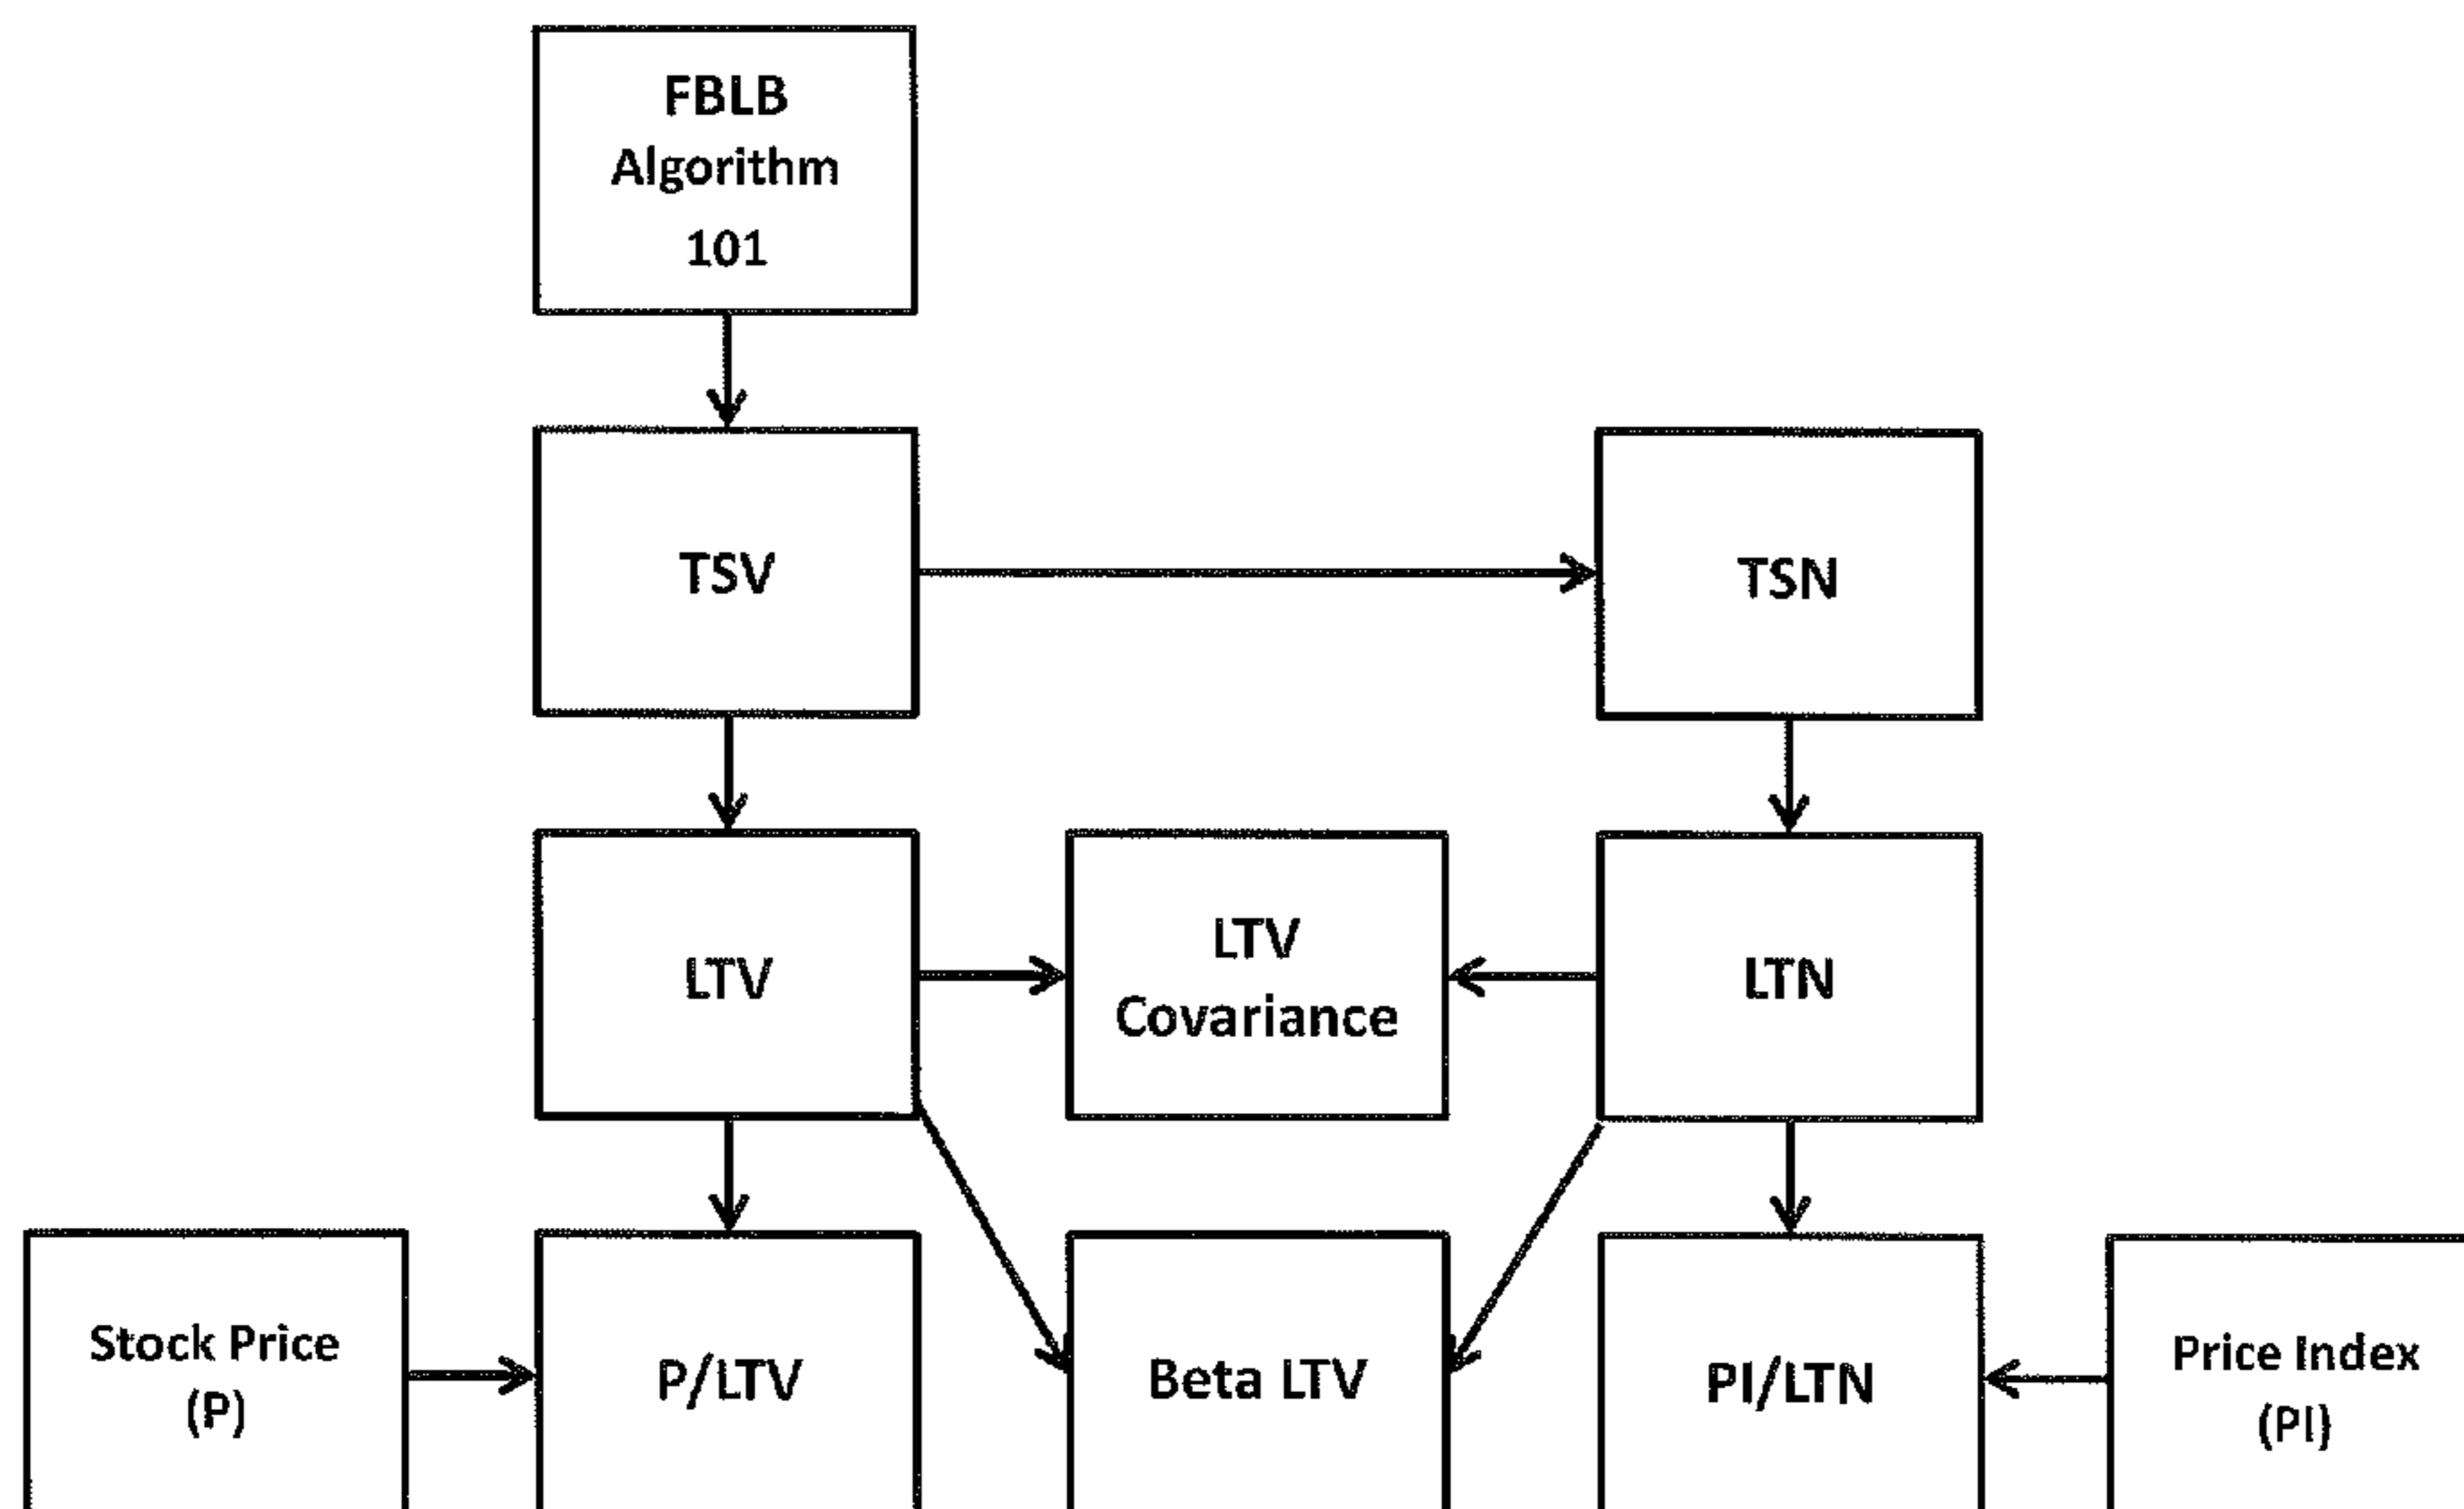 FBLB
Algorithm
101
TSV
TSN
LTV
LTV
Covariance
LTN
Stock Price
(P)
P/LTV
Beta LTV
PI/LTN
Price Index
(PI)